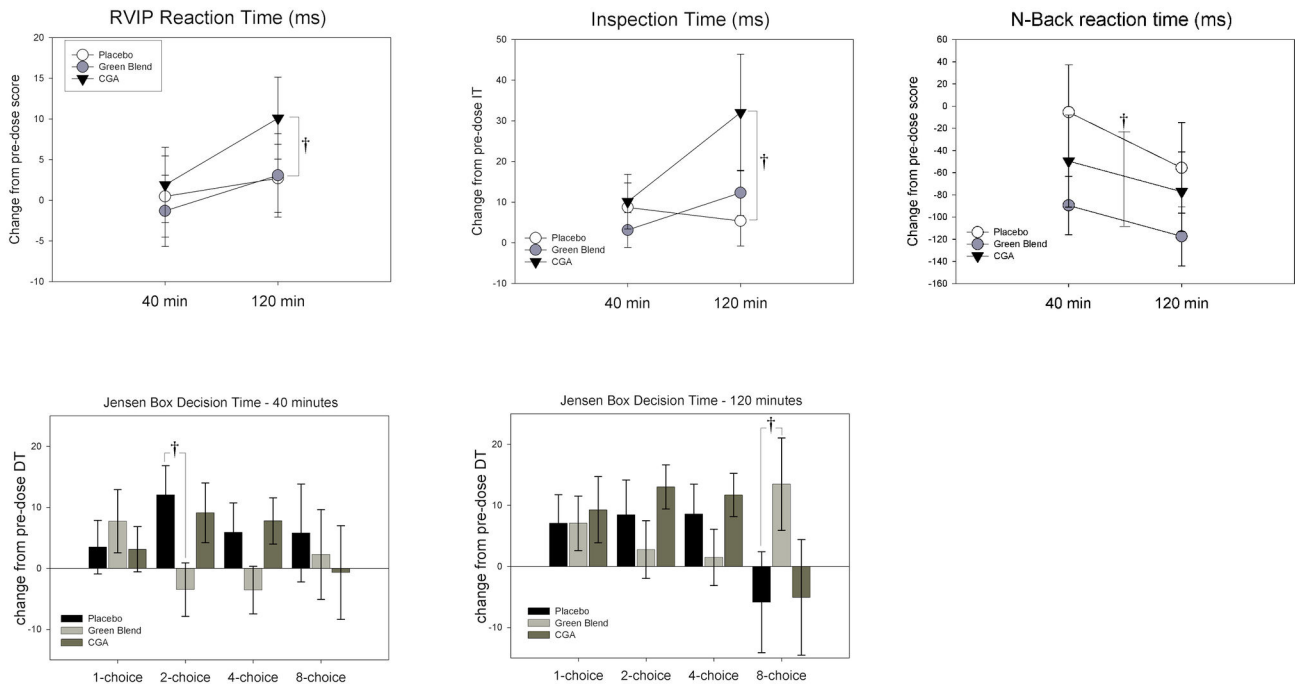 RVIP Reaction Time (ms)
Change from pre-dose score
20
15
10
5
0
-5
-10
Placebo
Green Blend
CGA
†
40 min
120 min
Inspection Time (ms)
Change from pre-dose IT
50
40
30
20
10
0
-10
†
Placebo
Green Blend
CGA
40 min
120 min
N-Back reaction time (ms)
Change from pre-dose score
60
40
20
0
-20
-40
-60
-80
-100
-120
-140
-160
†
Placebo
Green Blend
CGA
40 min
120 min
Jensen Box Decision Time - 40 minutes
change from pre-dose DT
20
10
0
-10
†
Placebo
Green Blend
CGA
1-choice 2-choice 4-choice 8-choice
Jensen Box Decision Time - 120 minutes
change from pre-dose DT
20
10
0
-10
†
Placebo
Green Blend
CGA
1-choice 2-choice 4-choice 8-choice